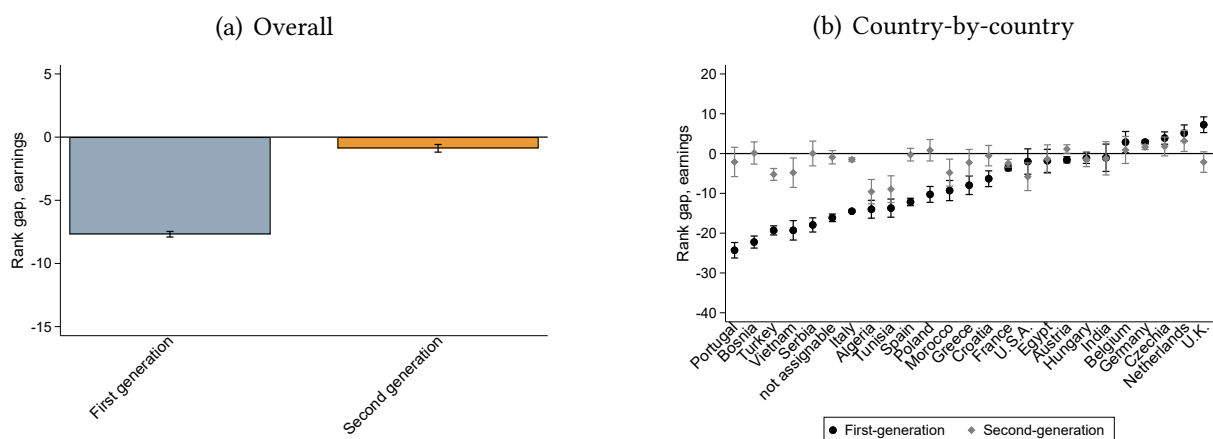 (a) Overall
5
0
-5
-10
-15
Rank gap, earnings
First generation
Second generation
(b) Country-by-country
20
10
0
-10
-20
-30
-40
Rank gap, earnings
Portugal
Bosnia
Turkey
Vietnam
Serbia
not assignable
Italy
Algeria
Tunisia
Spain
Poland
Morocco
Greece
Croatia
France
U.S.A.
Egypt
Austria
Hungary
India
Belgium
Germany
Czechia
Netherlands
U.K.
First-generation
Second-generation